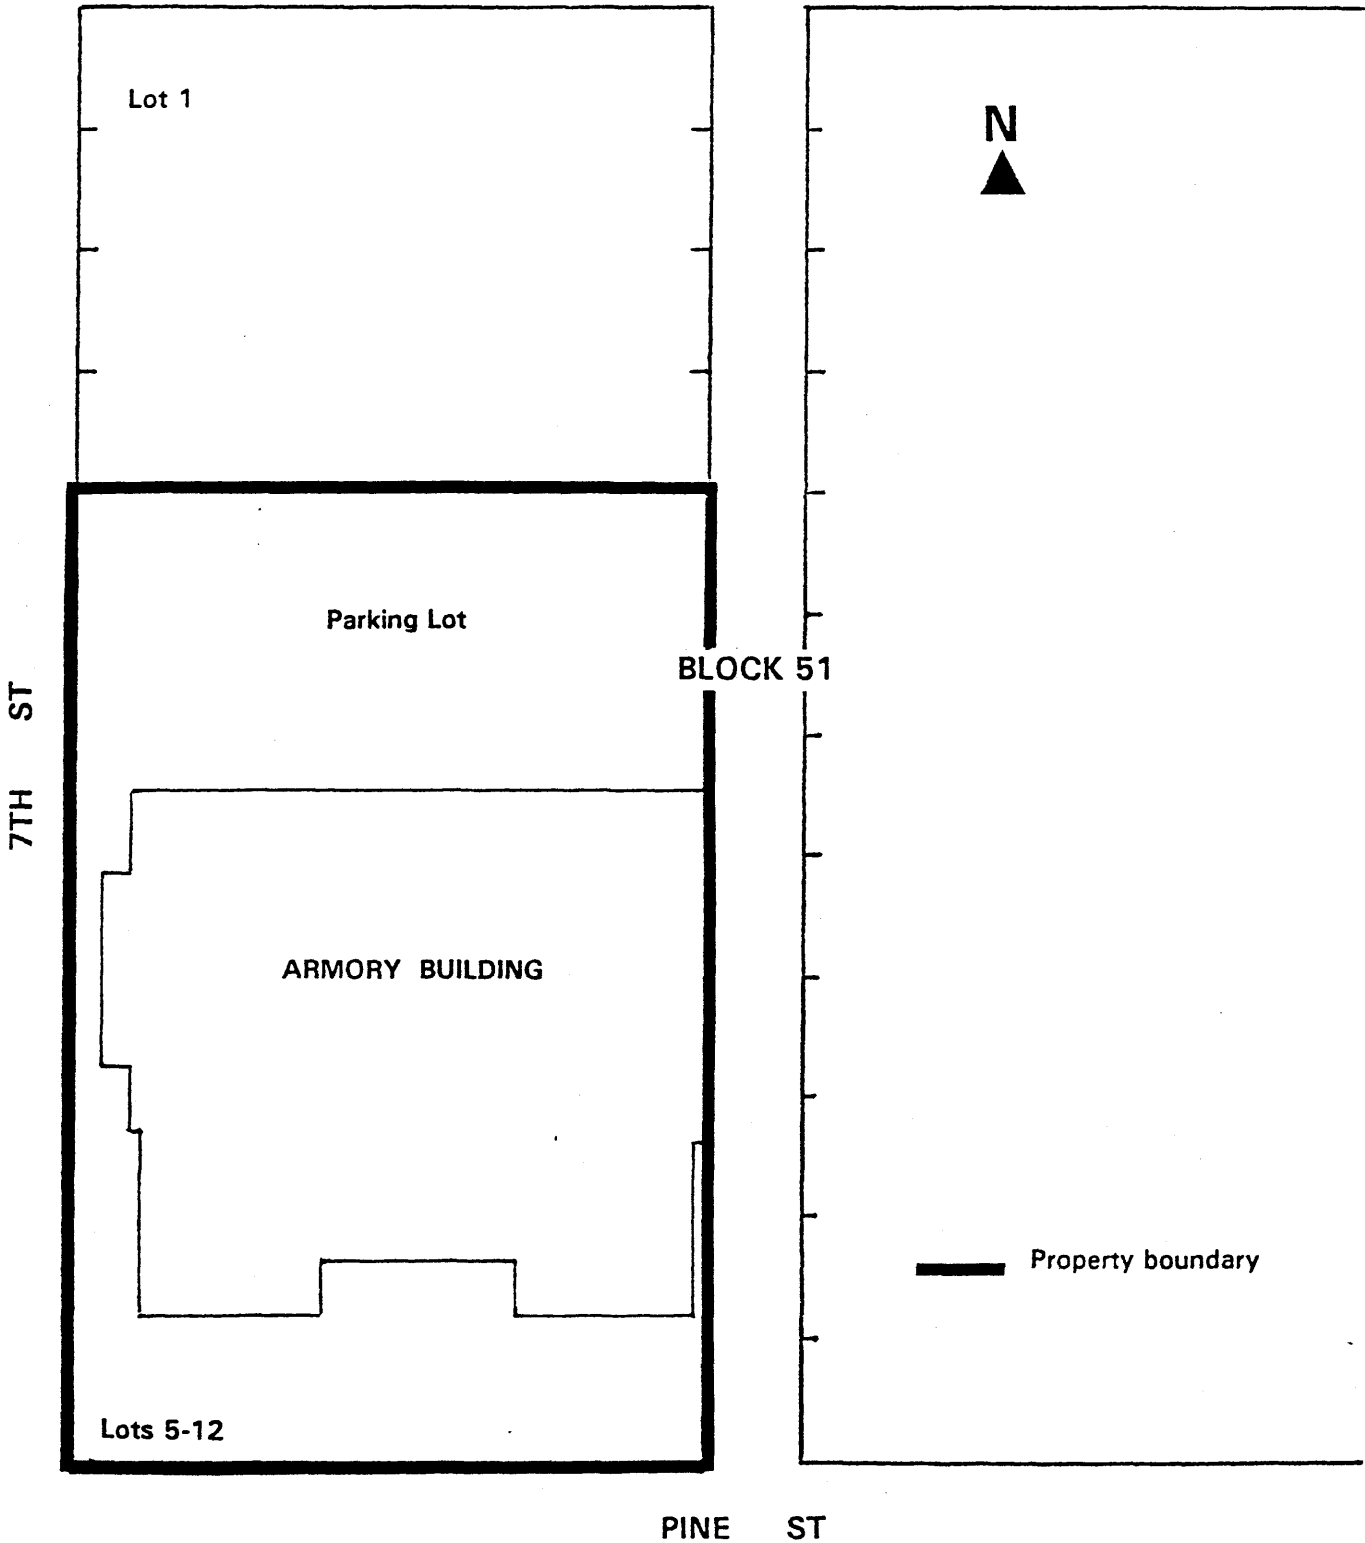 Lot 1
N
Parking Lot
BLOCK 51
7TH ST
ARMORY BUILDING
Property boundary
Lots 5-12
PINE ST